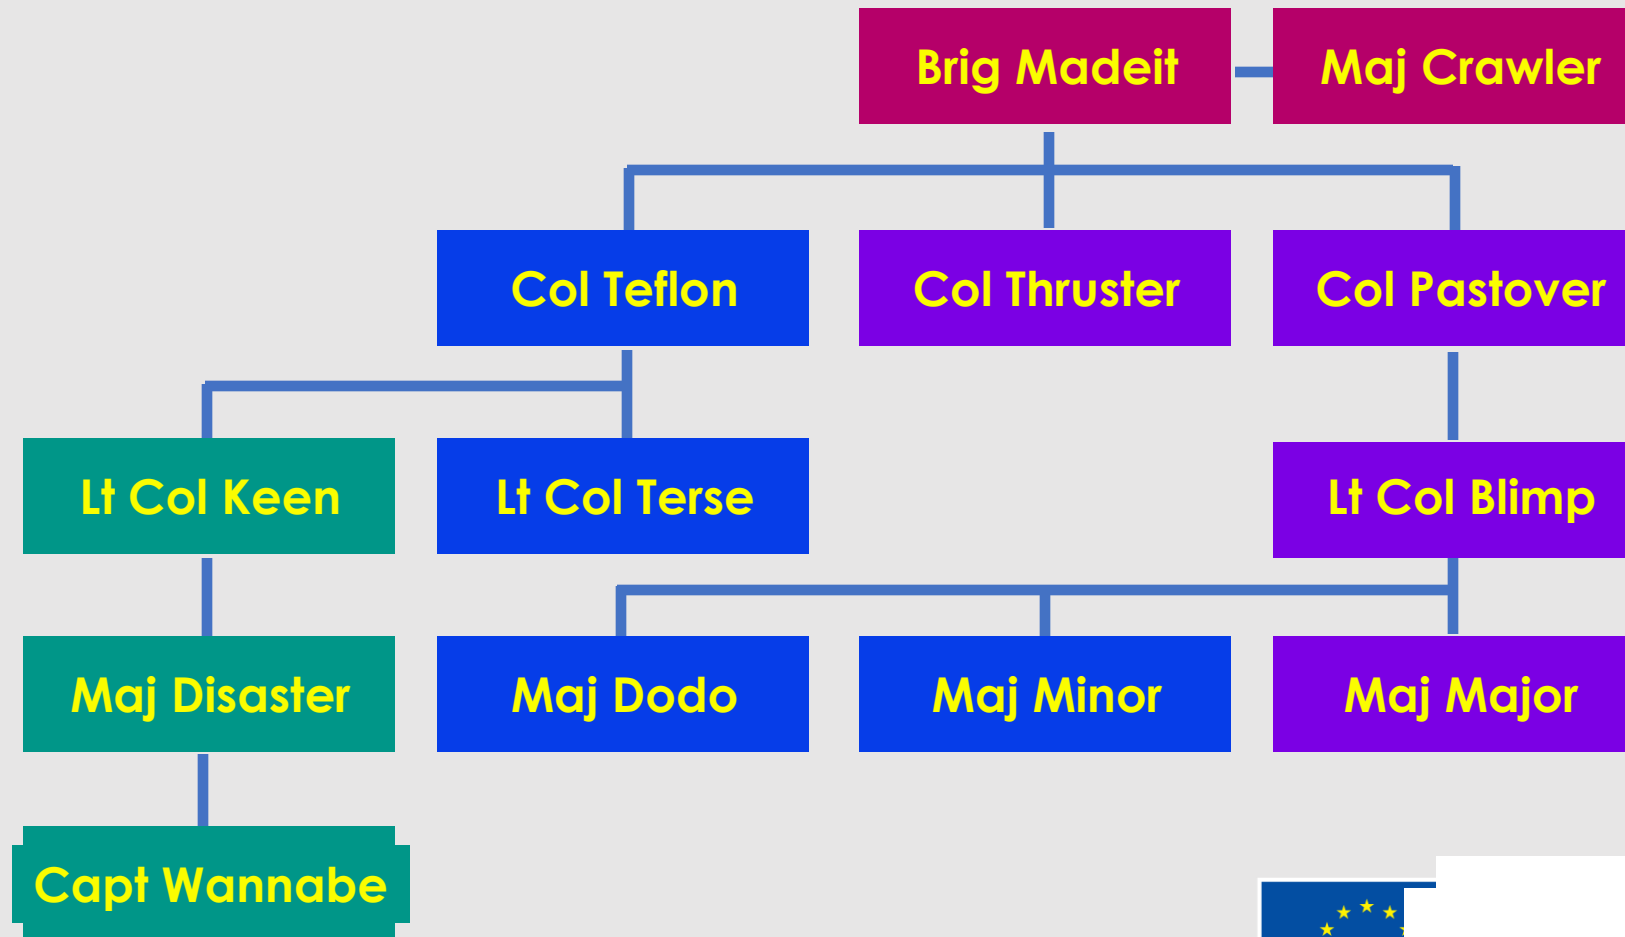 Brig Madeit
Maj Crawler
Col Teflon
Col Thruster
Col Pastover
Lt Col Keen
Lt Col Terse
Lt Col Blimp
Maj Disaster
Maj Dodo
Maj Minor
Maj Major
Capt Wannabe